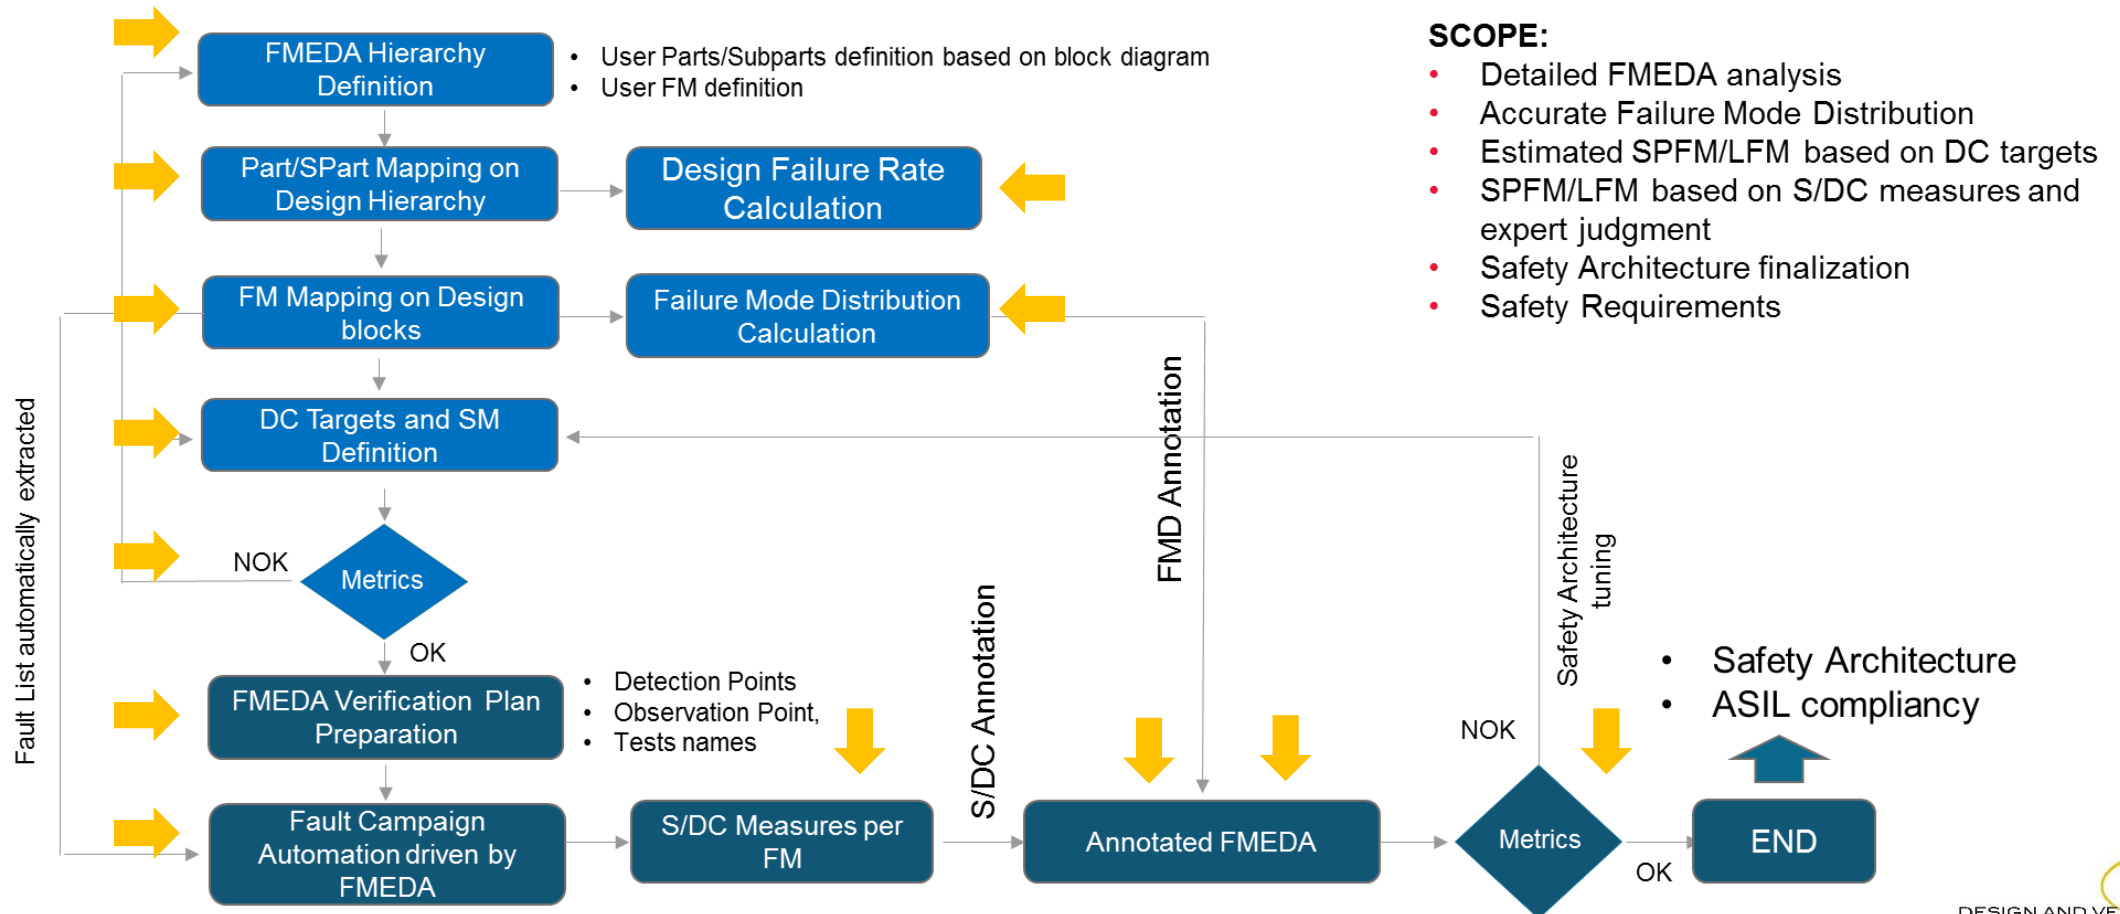 FMEDA Hierarchy
Definition
• User Parts/Subparts definition based on block diagram
• User FM definition
SCOPE:
• Detailed FMEDA analysis
• Accurate Failure Mode Distribution
• Estimated SPFM/LFM based on DC targets
• SPFM/LFM based on S/DC measures and
expert judgment
• Safety Architecture finalization
• Safety Requirements
Part/SPart Mapping on
Design Hierarchy
Design Failure Rate
Calculation
FM Mapping on Design
blocks
Failure Mode Distribution
Calculation
DC Targets and SM
Definition
Fault List automatically extracted
FMD Annotation
Safety Architecture
tuning
NOK
Metrics
OK
S/DC Annotation
FMEDA Verification Plan
Preparation
• Detection Points
• Observation Point,
• Tests names
• Safety Architecture
• ASIL compliancy
NOK
Fault Campaign
Automation driven by
FMEDA
S/DC Measures per
FM
Annotated FMEDA
Metrics
OK
END
DESIGN AND VE